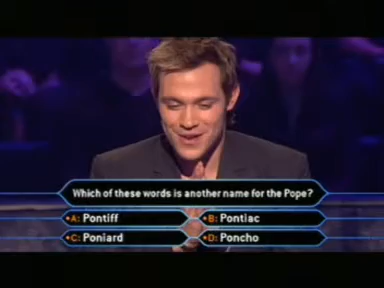 Which of these words is another name for the Pope?
A: Pontiff
B: Pontiac
C: Poniard
D: Poncho